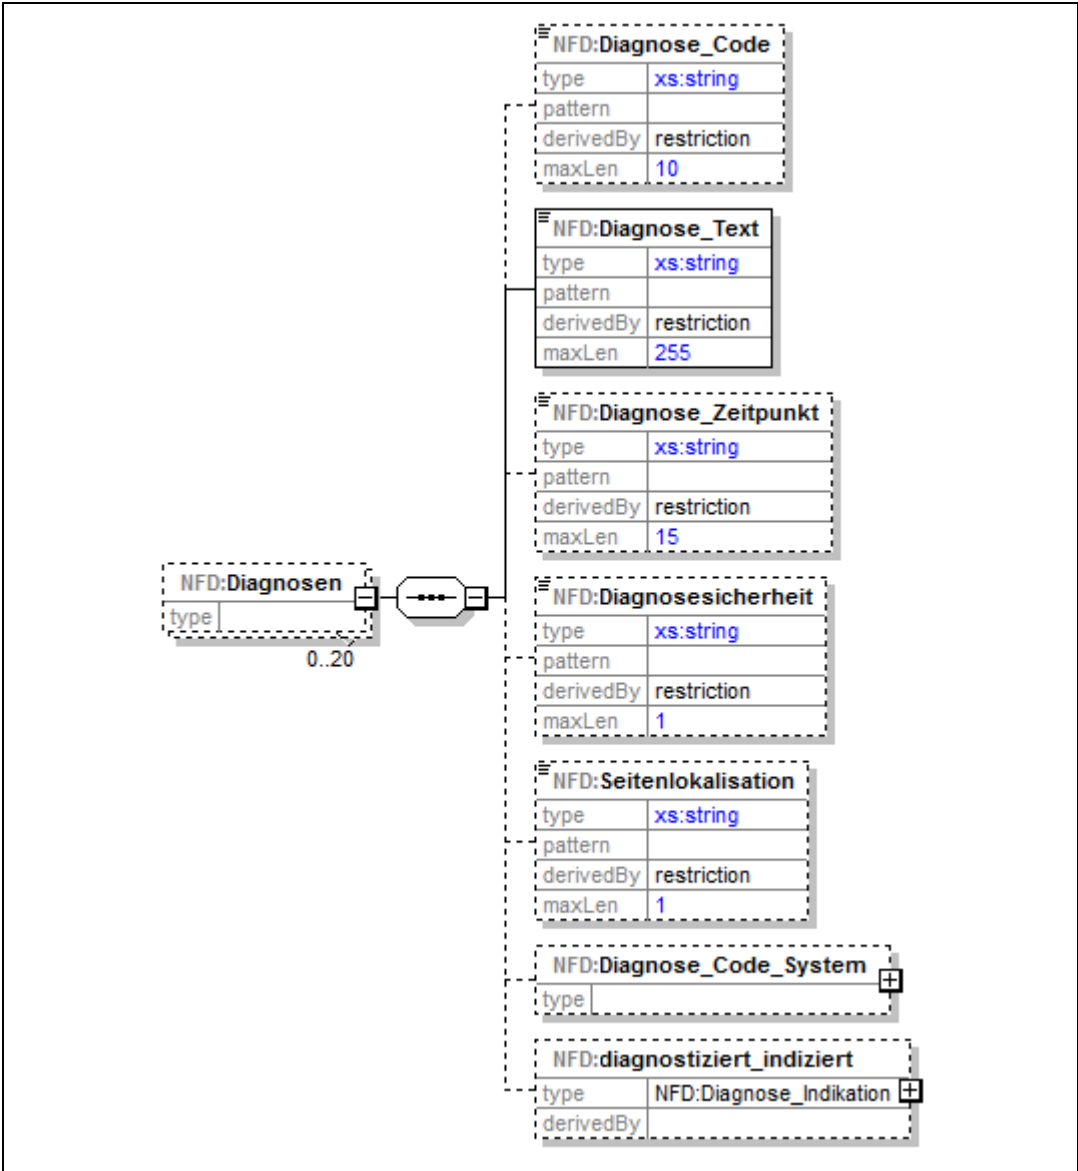 NFD:Diagnose_Code
type xs:string
pattern
derivedBy restriction
maxLen 10
NFD:Diagnose_Text
type xs:string
pattern
derivedBy restriction
maxLen 255
NFD:Diagnose_Zeitpunkt
type xs:string
pattern
derivedBy restriction
maxLen 15
NFD:Diagnosen
type
0..20
NFD:Diagnosesicherheit
type xs:string
pattern
derivedBy restriction
maxLen 1
NFD:Seitenlokalisation
type xs:string
pattern
derivedBy restriction
maxLen 1
NFD:Diagnose_Code_System
type
NFD:diagnostiziert_indiziert
type NFD:Diagnose_Indikation
derivedBy